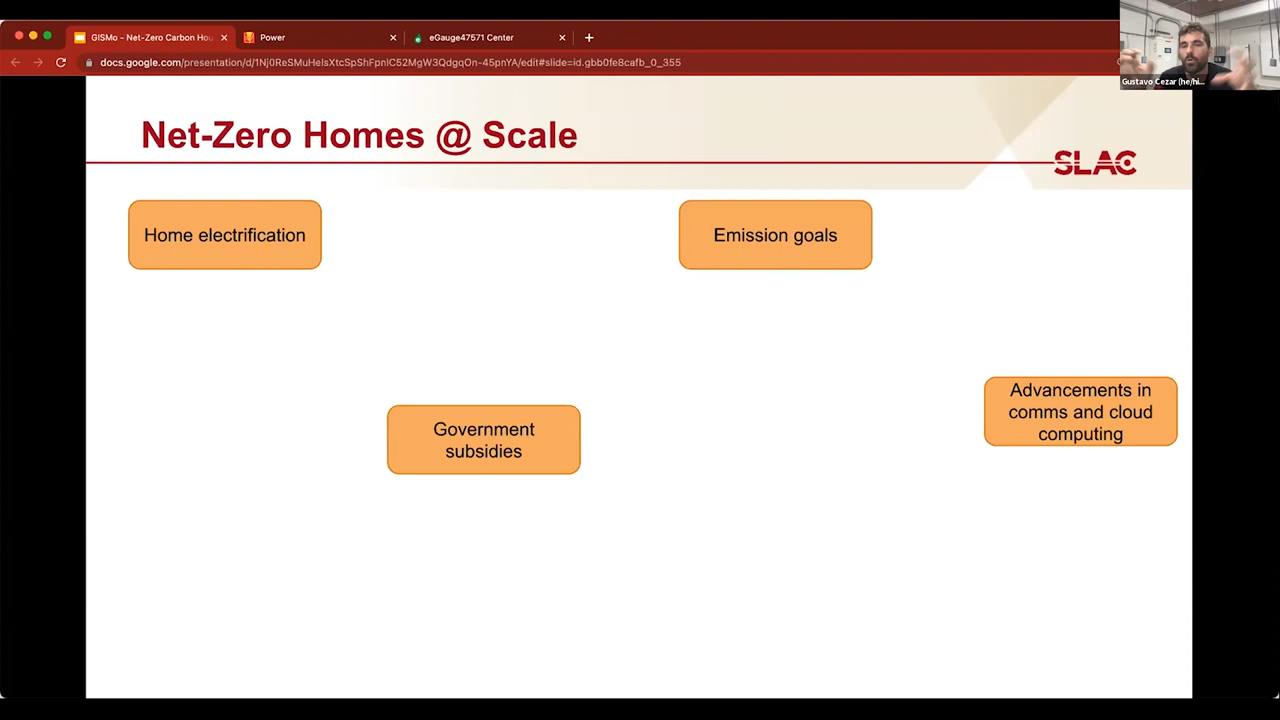 GISMo - Net-Zero Carbon Hou
Power
eGauge47571 Center
docs.google.com/presentation/d/1Nj0ReSMuHelsXtcSpShFpnIC52MgW3QdgqOn-45pnYA/edit#slide=id.gbb0fe8cafb_0_355
Gustavo Cezar (he/hi...
Net-Zero Homes @ Scale
SLAC
Home electrification
Emission goals
Advancements in
comms and cloud
computing
Government
subsidies